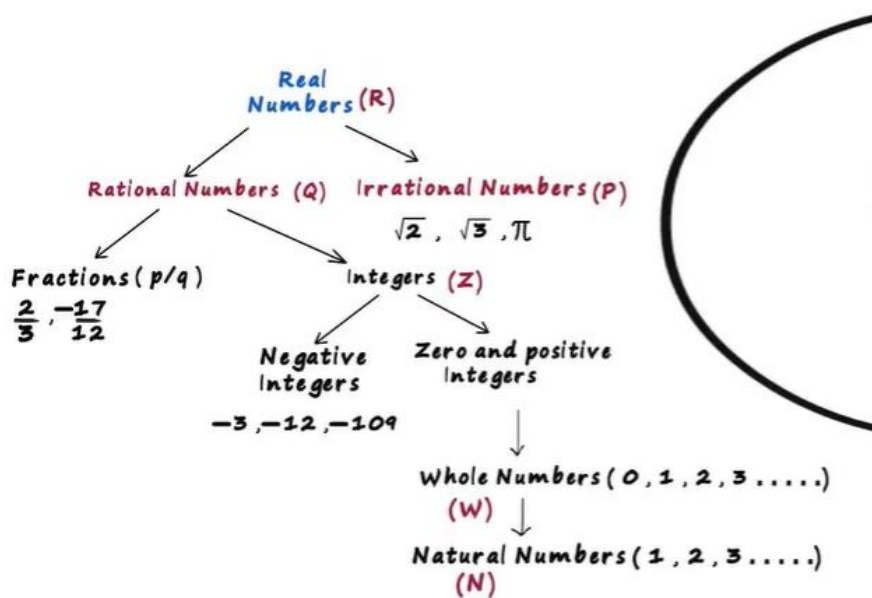 Real
Numbers (R)
Rational Numbers (Q) Irrational Numbers (P)
√2 , √3 , π
Fractions ( p/q ) Integers (Z)
2/3 , -17/12
Negative
Integers
Zero and positive
Integers
-3 , -12 , -109
Whole Numbers ( 0 , 1 , 2 , 3 ..... )
(W)
Natural Numbers ( 1 , 2 , 3 ..... )
(N)